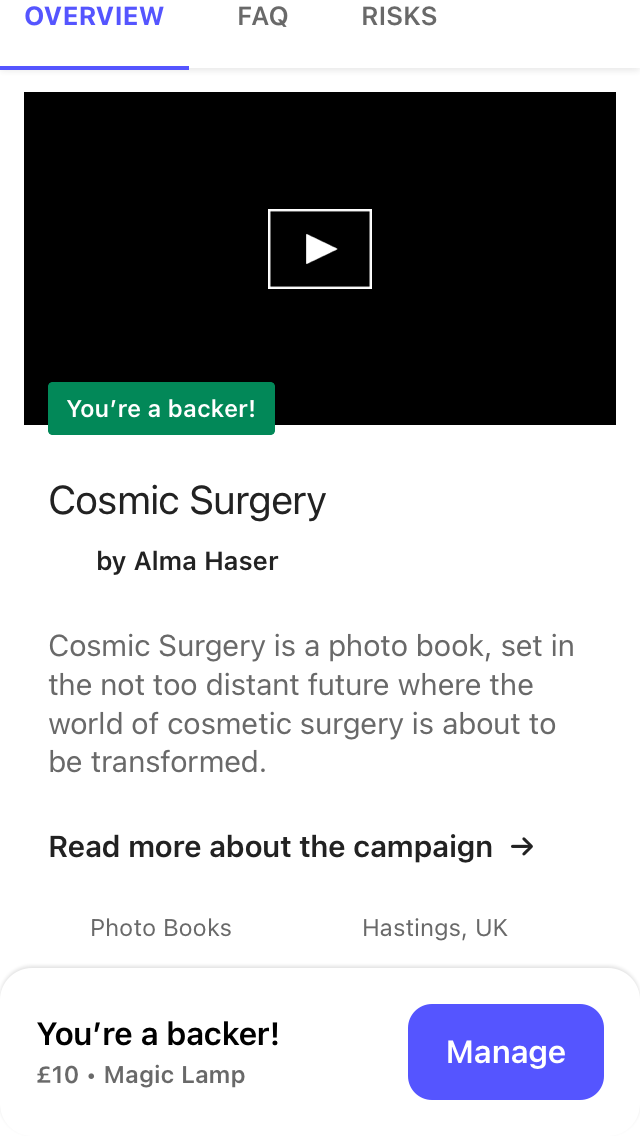 OVERVIEW FAQ RISKS
You’re a backer!
Cosmic Surgery
by Alma Haser
Cosmic Surgery is a photo book, set in
the not too distant future where the
world of cosmetic surgery is about to
be transformed.
Read more about the campaign →
Photo Books Hastings, UK
You’re a backer!
£10 • Magic Lamp
Manage